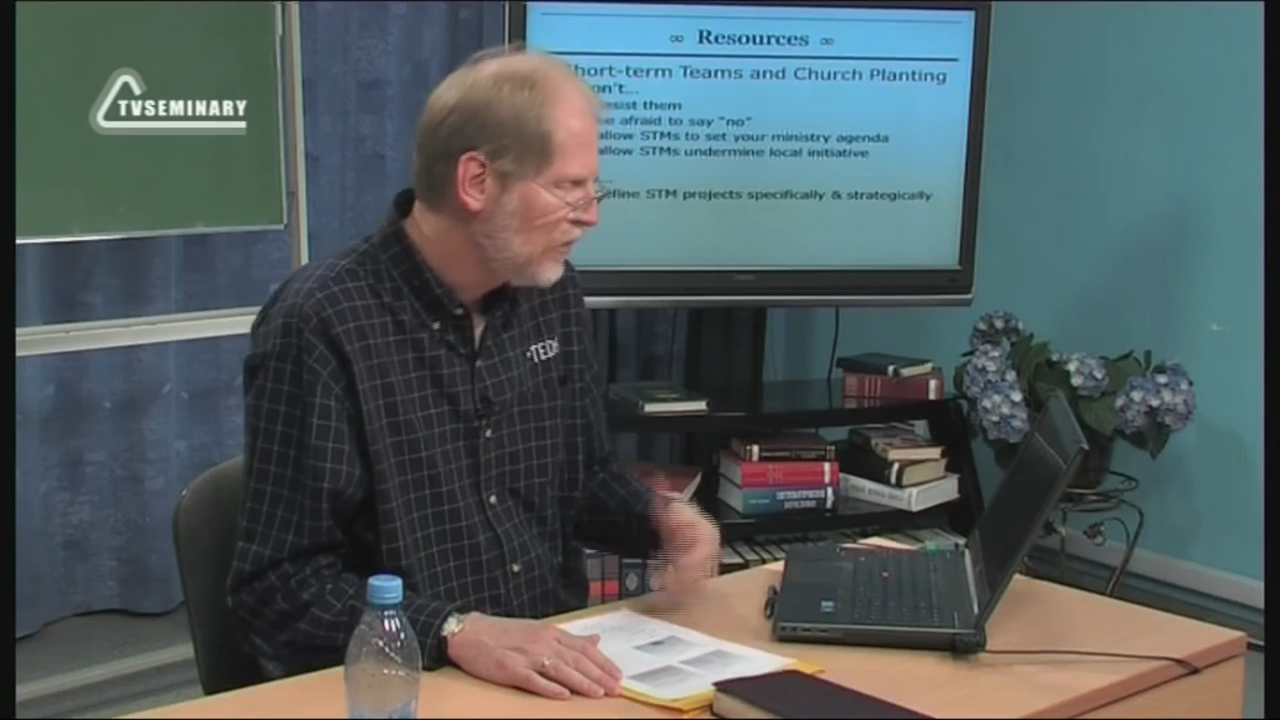 TVSEMINARY
∞ Resources ∞
hort-term Teams and Church Planting
on't...
esist them
e afraid to say "no"
allow STMs to set your ministry agenda
allow STMs undermine local initiative
...
efine STM projects specifically & strategically
TED